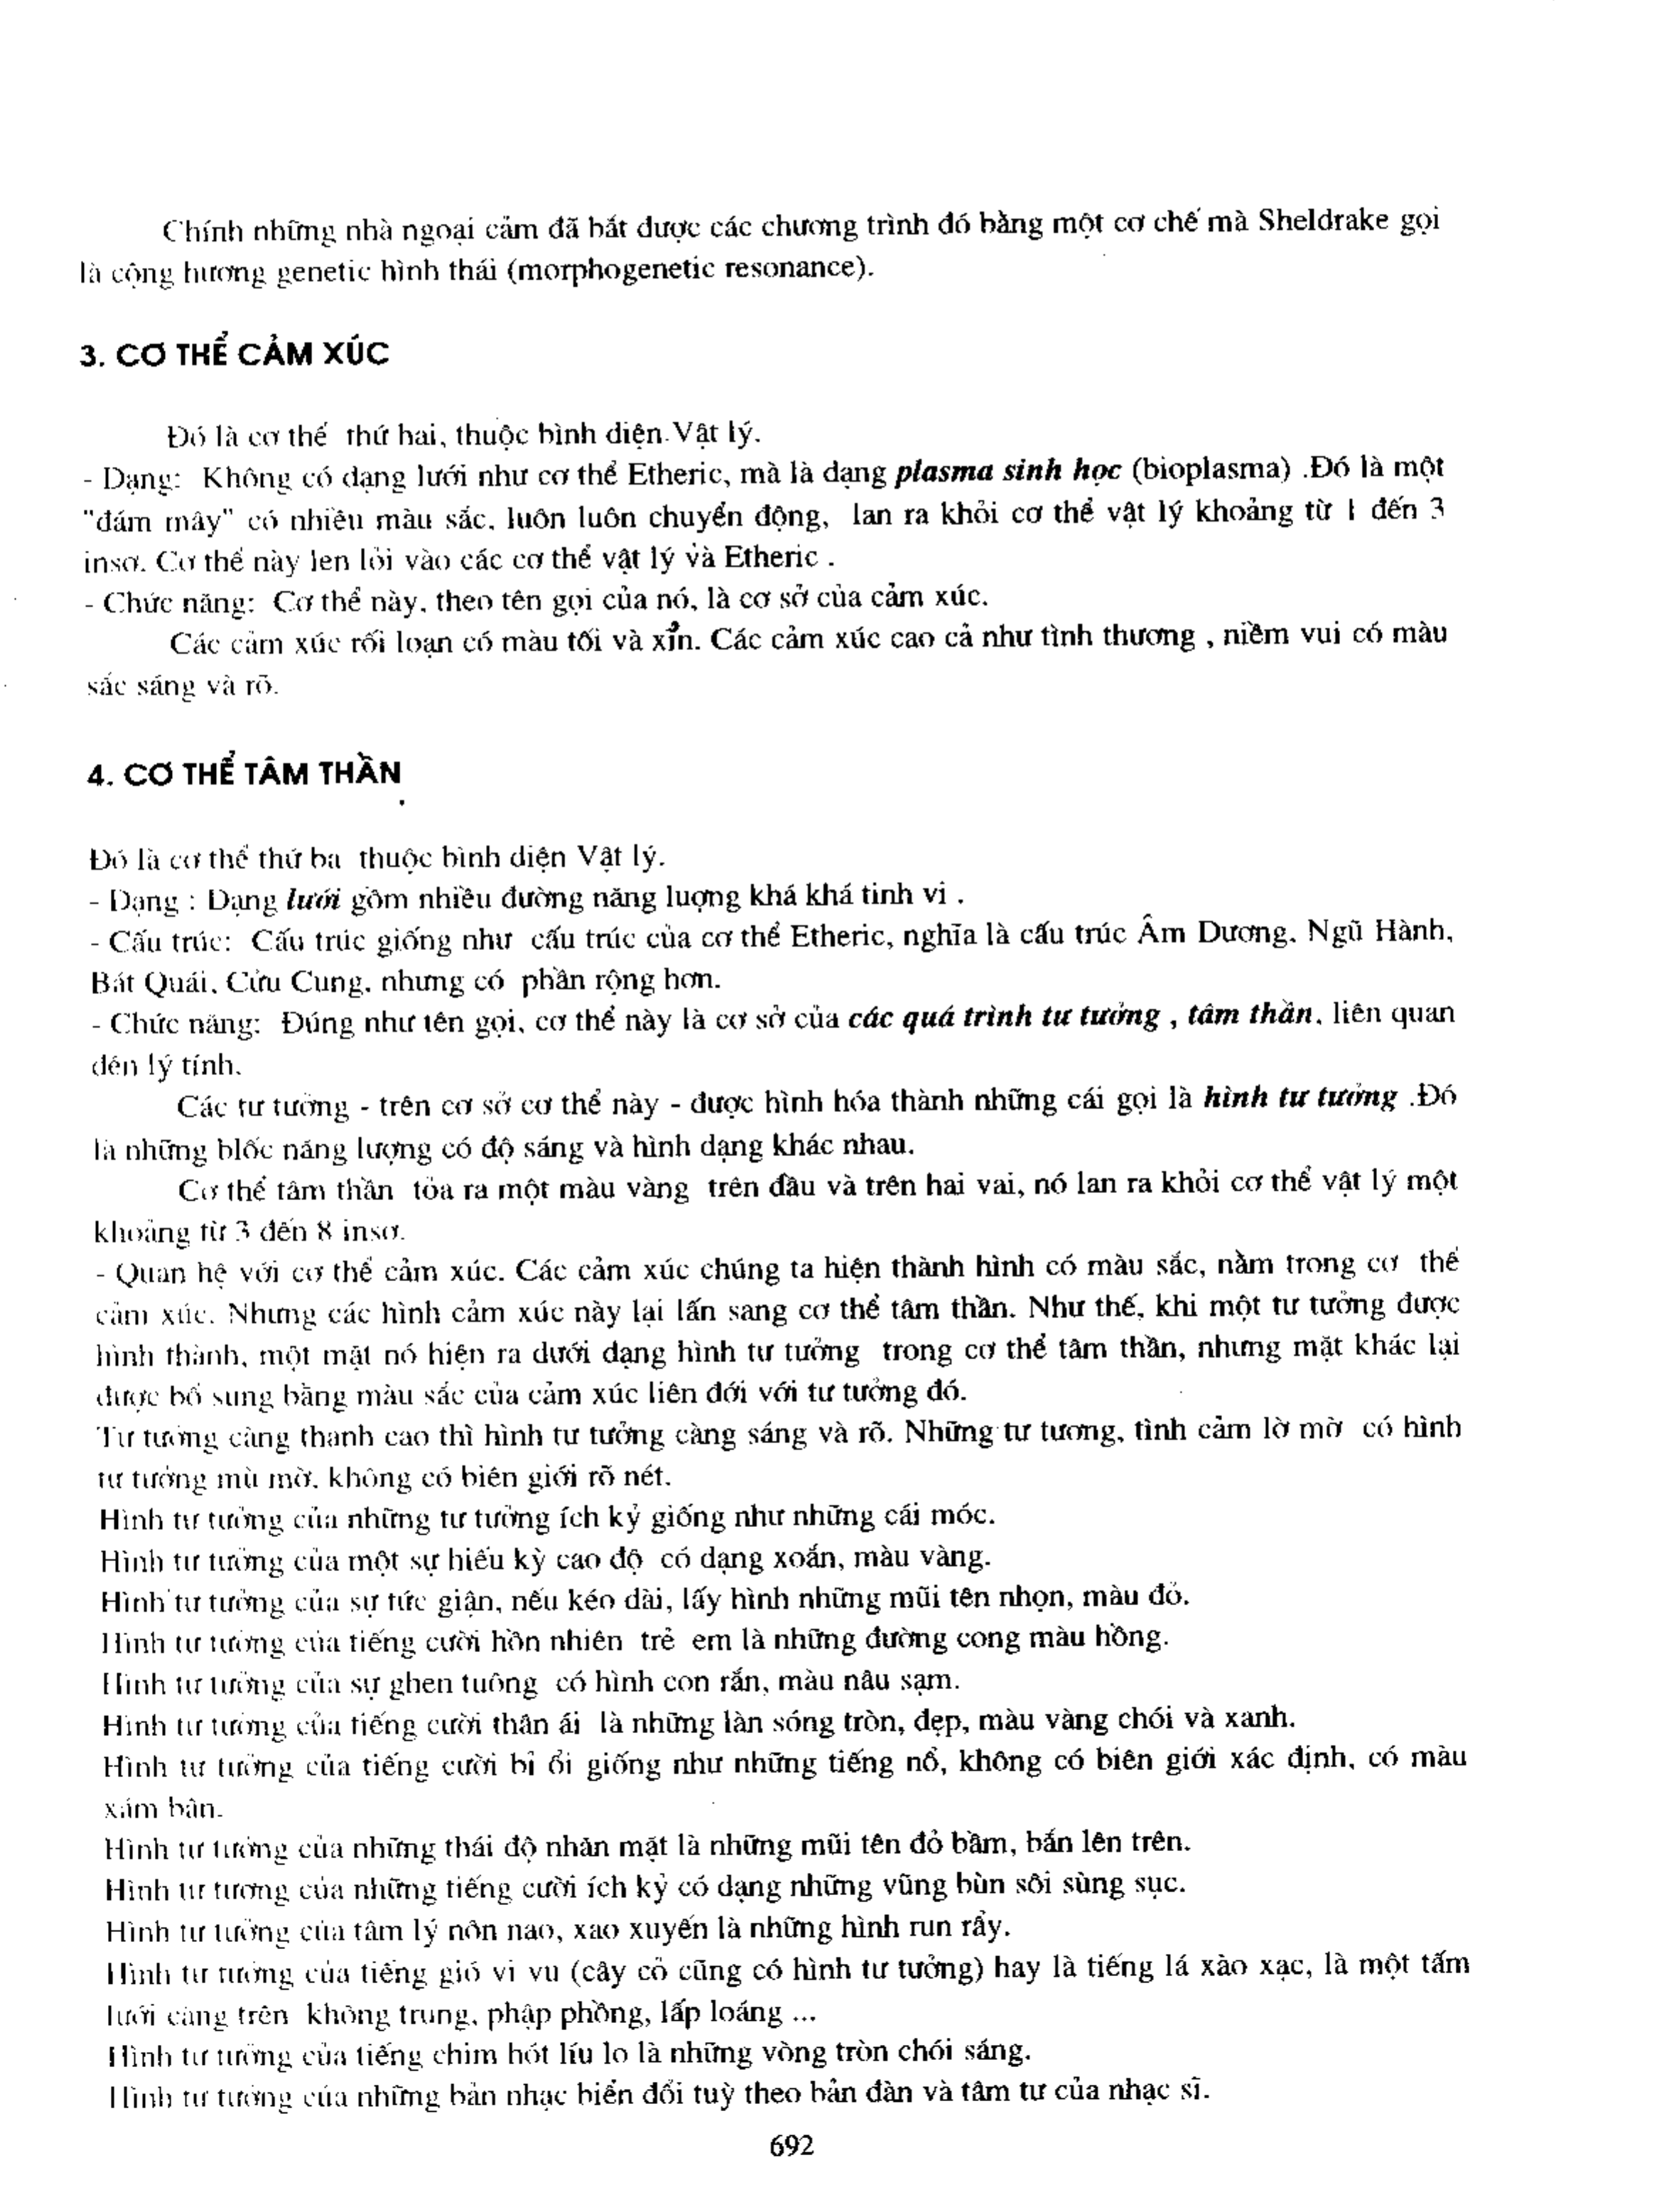 Chính những nhà ngoại cảm đã bắt được các chương trình đó bằng một cơ chế mà Sheldrake gọi
là cộng hương genetic hình thái (morphogenetic resonance).
3. CƠ THỂ CẢM XÚC
Đó là cơ thể thứ hai, thuộc bình diện Vật lý.
- Dạng: Không có dạng lưới như cơ thể Etheric, mà là dạng plasma sinh học (bioplasma) .Đó là một
"đám mây" có nhiều màu sắc, luôn luôn chuyển động, lan ra khỏi cơ thể vật lý khoảng từ 1 đến 3
insơ. Cơ thể này len lỏi vào các cơ thể vật lý và Etheric .
- Chức năng: Cơ thể này, theo tên gọi của nó, là cơ sở của cảm xúc.
Các cảm xúc rối loạn có màu tối và xỉn. Các cảm xúc cao cả như tình thương , niềm vui có màu
sắc sáng và rõ.
4. CƠ THỂ TÂM THẦN
Đó là cơ thể thứ ba thuộc bình diện Vật lý.
- Dạng : Dạng lưới gồm nhiều đường năng luợng khá khá tinh vi .
- Cấu trúc: Cấu trúc giống như cấu trúc của cơ thể Etheric, nghĩa là cấu trúc Âm Dương, Ngũ Hành,
Bát Quái, Cửu Cung, nhưng có phần rộng hơn.
- Chức năng: Đúng như tên gọi, cơ thể này là cơ sở của các quá trình tư tưởng , tâm thần, liên quan
đến lý tính.
Các tư tưởng - trên cơ sở cơ thể này - được hình hóa thành những cái gọi là hình tư tưởng .Đó
là những blốc năng lượng có độ sáng và hình dạng khác nhau.
Cơ thể tâm thần tỏa ra một màu vàng trên đầu và trên hai vai, nó lan ra khỏi cơ thể vật lý một
khoảng từ 3 đến 8 insơ.
- Quan hệ với cơ thể cảm xúc. Các cảm xúc chúng ta hiện thành hình có màu sắc, nằm trong cơ thể
cảm xúc. Nhưng các hình cảm xúc này lại lấn sang cơ thể tâm thần. Như thế, khi một tư tưởng được
hình thành, một mặt nó hiện ra dưới dạng hình tư tưởng trong cơ thể tâm thần, nhưng mặt khác lại
được bổ sung bằng màu sắc của cảm xúc liên đới với tư tưởng đó.
Tư tưởng càng thanh cao thì hình tư tưởng càng sáng và rõ. Những tư tương, tình cảm lờ mờ có hình
tư tưởng mù mờ, không có biên giới rõ nét.
Hình tư tưởng của những tư tưởng ích kỷ giống như những cái móc.
Hình tư tưởng của một sự hiếu kỳ cao độ có dạng xoắn, màu vàng.
Hình tư tưởng của sự tức giận, nếu kéo dài, lấy hình những mũi tên nhọn, màu đỏ.
Hình tư tưởng của tiếng cười hồn nhiên trẻ em là những đường cong màu hồng.
Hình tư tưởng của sự ghen tuông có hình con rắn, màu nâu sạm.
Hình tư tưởng của tiếng cười thân ái là những làn sóng tròn, đẹp, màu vàng chói và xanh.
Hình tư tưởng của tiếng cười bỉ ổi giống như những tiếng nổ, không có biên giới xác định, có màu
xám bẩn.
Hình tư tưởng của những thái độ nhăn mặt là những mũi tên đỏ bầm, bắn lên trên.
Hình tư tương của những tiếng cười ích kỷ có dạng những vũng bùn sôi sùng sục.
Hình tư tưởng của tâm lý nôn nao, xao xuyến là những hình run rẩy.
Hình tư tưởng của tiếng gió vi vu (cây cỏ cũng có hình tư tưởng) hay là tiếng lá xào xạc, là một tấm
lưới căng trên không trung, phập phồng, lấp loáng ...
Hình tư tưởng của tiếng chim hót líu lo là những vòng tròn chói sáng.
Hình tư tưởng của những bản nhạc biến đổi tuỳ theo bản đàn và tâm tư của nhạc sĩ.
692